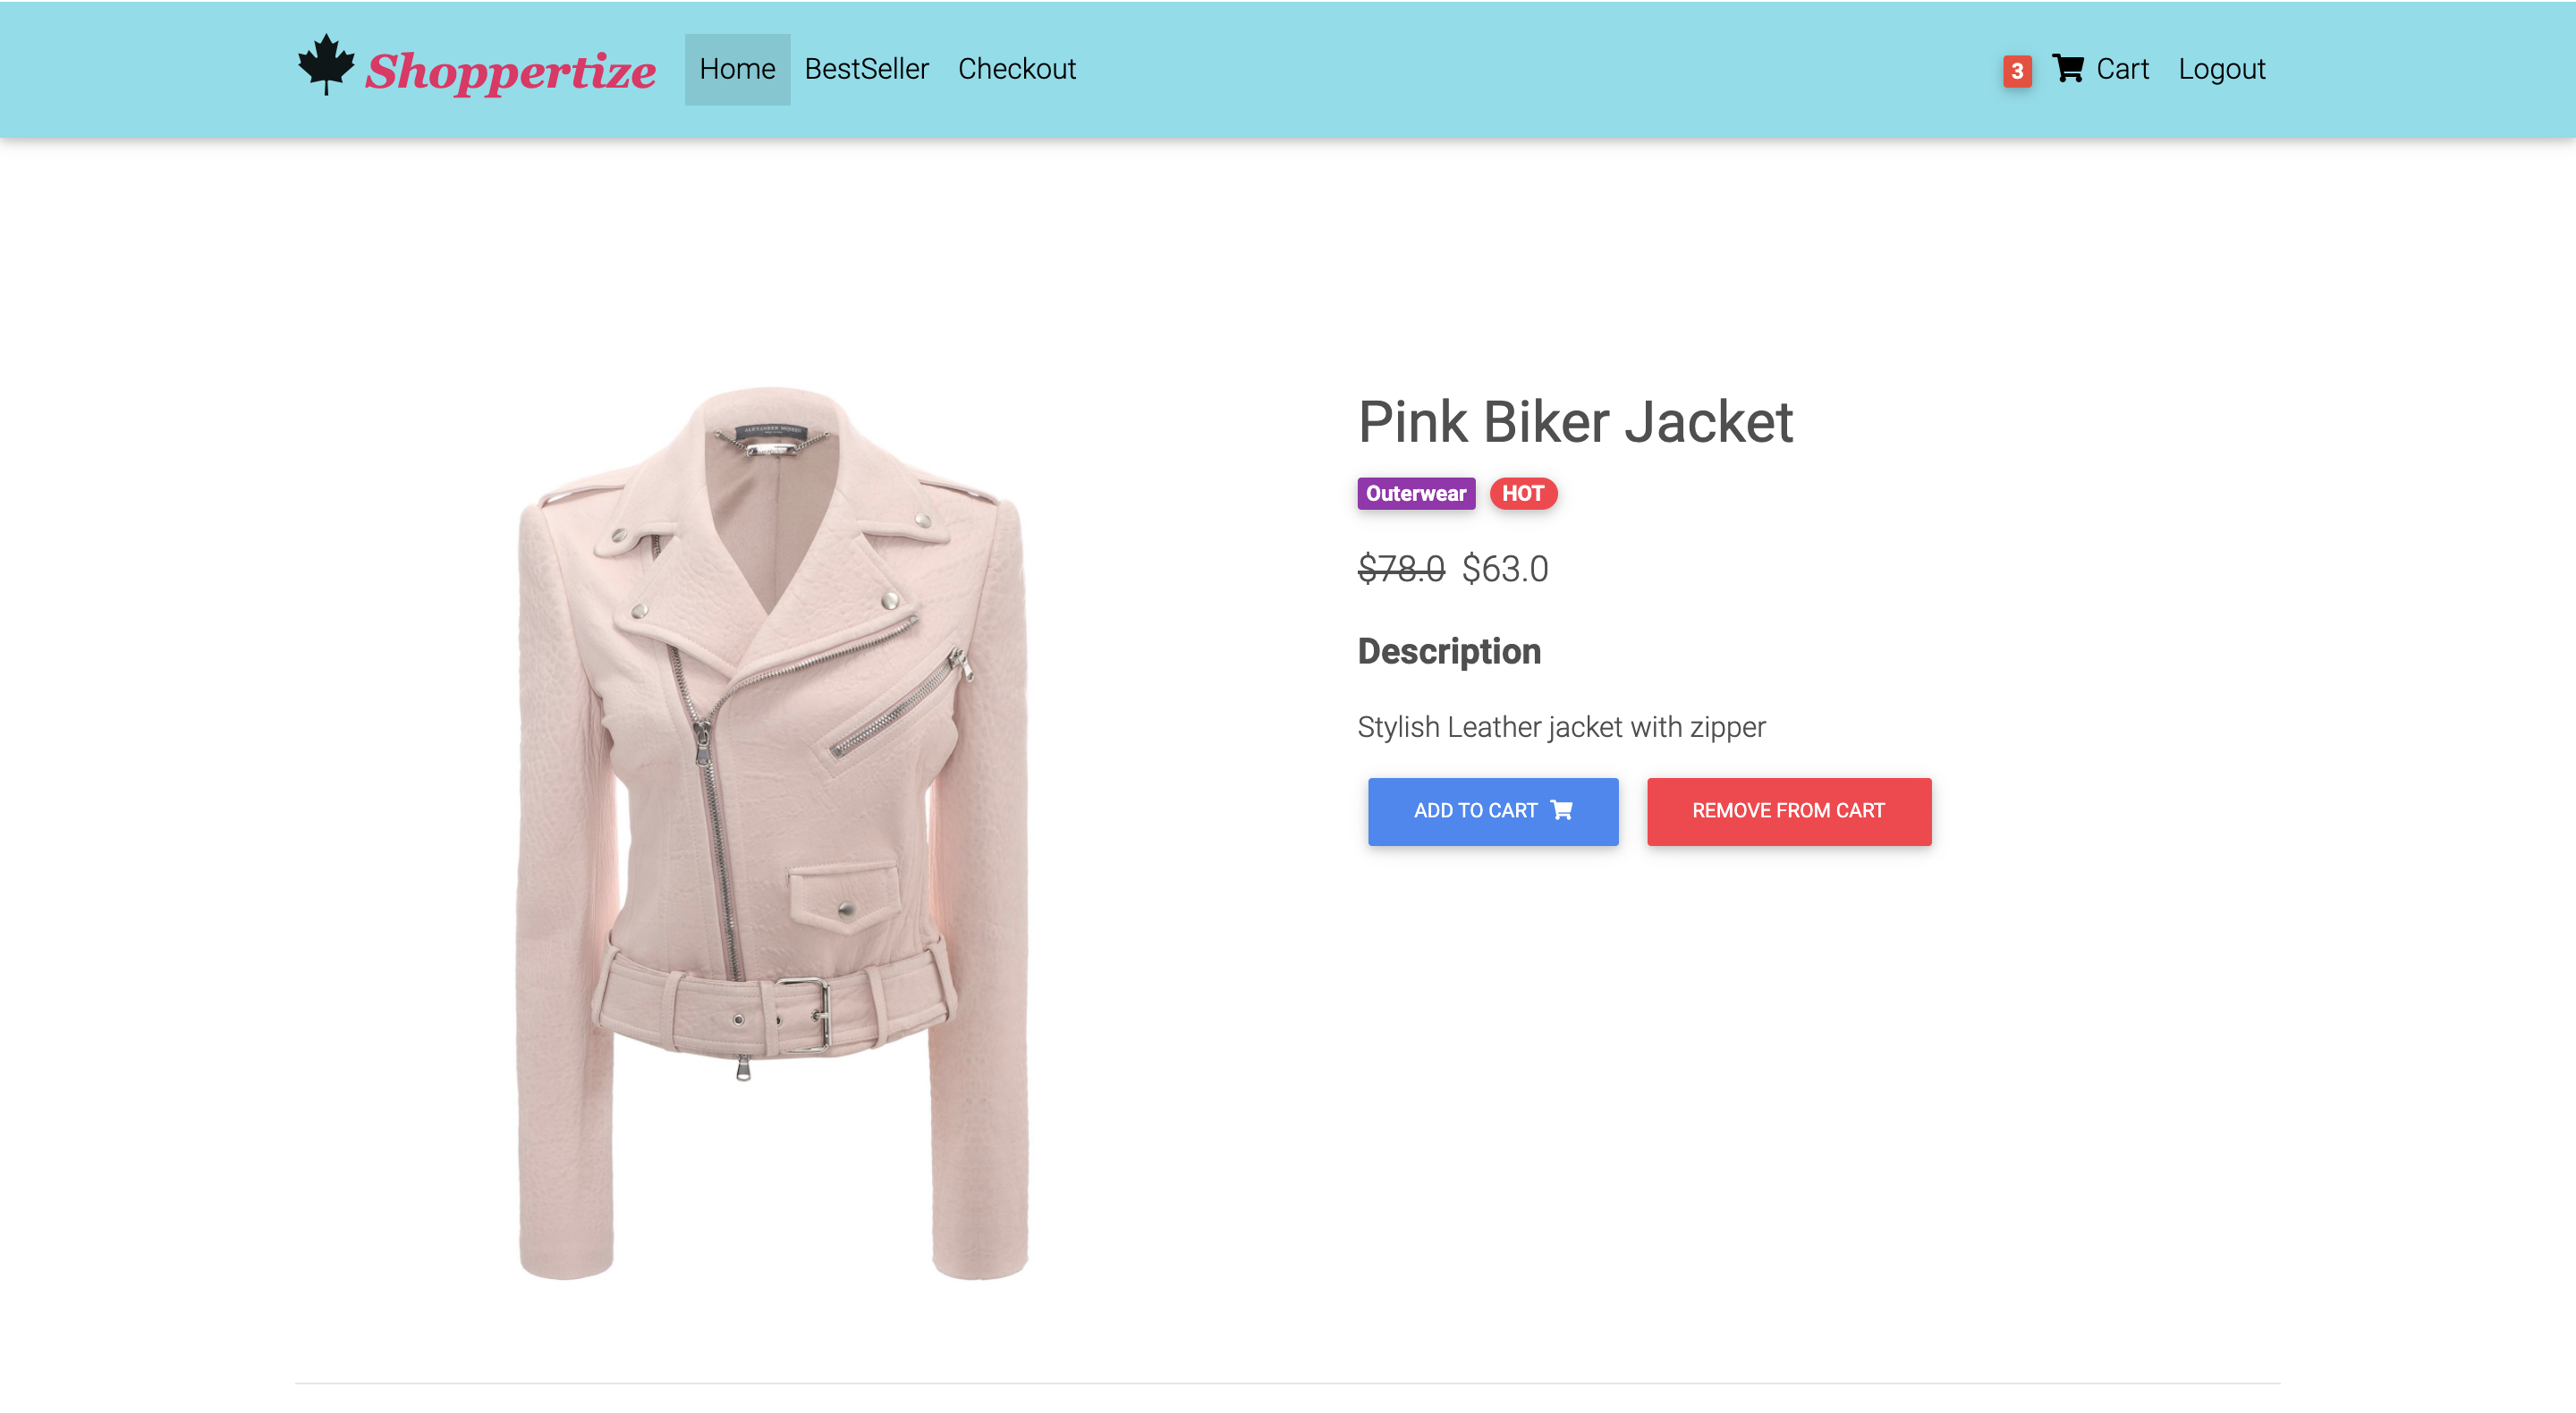 Shoppertize Home BestSeller Checkout 3 Cart Logout
Pink Biker Jacket
Outerwear HOT
$78.0 $63.0
Description
Stylish Leather jacket with zipper
ADD TO CART REMOVE FROM CART